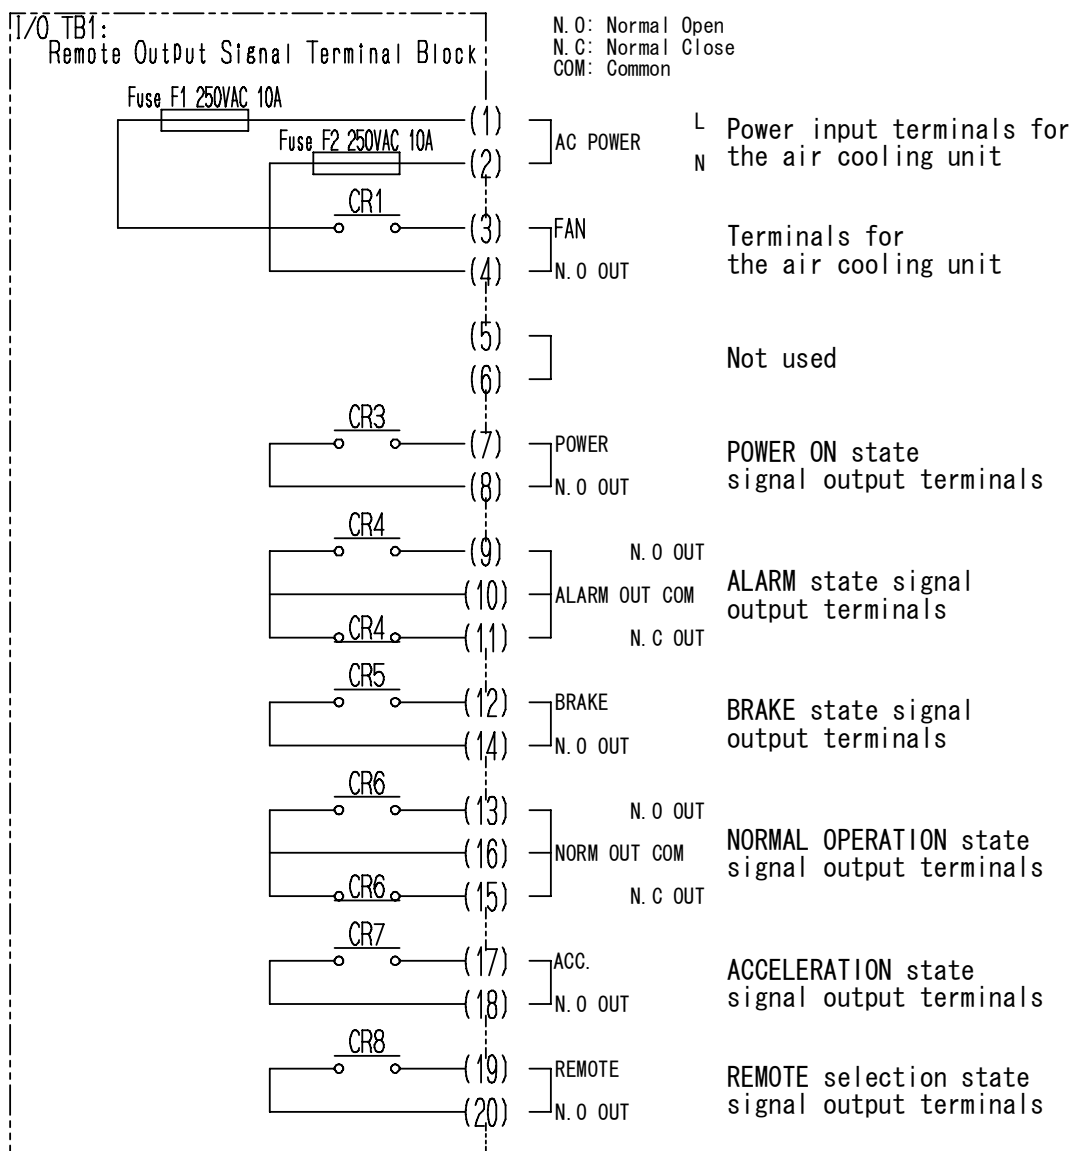 I/O TB1:
Remote OutPut Signal Terminal Block
N.O: Normal Open
N.C: Normal Close
COM: Common
Fuse F1 250VAC 10A
(1)
Fuse F2 250VAC 10A
(2)
AC POWER
L
N
Power input terminals for
the air cooling unit
CR1
(3)
FAN
(4)
N.O OUT
Terminals for
the air cooling unit
(5)
(6)
Not used
CR3
(7)
POWER
(8)
N.O OUT
POWER ON state
signal output terminals
CR4
(9)
N.O OUT
(10)
ALARM OUT COM
CR4
(11)
N.C OUT
ALARM state signal
output terminals
CR5
(12)
BRAKE
(14)
N.O OUT
BRAKE state signal
output terminals
CR6
(13)
N.O OUT
(16)
NORM OUT COM
CR6
(15)
N.C OUT
NORMAL OPERATION state
signal output terminals
CR7
(17)
ACC.
(18)
N.O OUT
ACCELERATION state
signal output terminals
CR8
(19)
REMOTE
(20)
N.O OUT
REMOTE selection state
signal output terminals